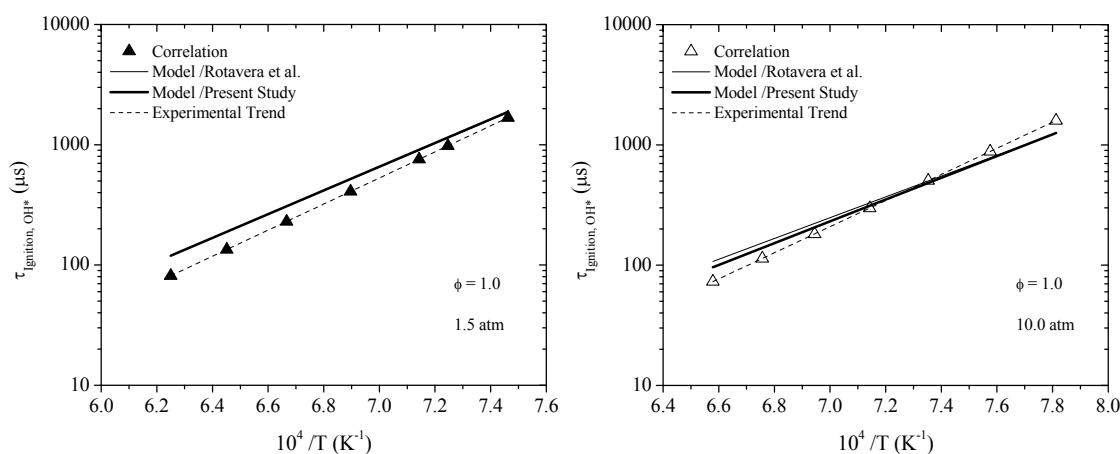 10000
1000
100
10
τIgnition, OH* (μs)
Correlation
Model /Rotavera et al.
Model /Present Study
Experimental Trend
ϕ = 1.0
1.5 atm
6.0 6.2 6.4 6.6 6.8 7.0 7.2 7.4 7.6
10⁴ /T (K⁻¹)
10000
1000
100
10
τIgnition, OH* (μs)
Correlation
Model /Rotavera et al.
Model /Present Study
Experimental Trend
ϕ = 1.0
10.0 atm
6.4 6.6 6.8 7.0 7.2 7.4 7.6 7.8 8.0
10⁴ /T (K⁻¹)